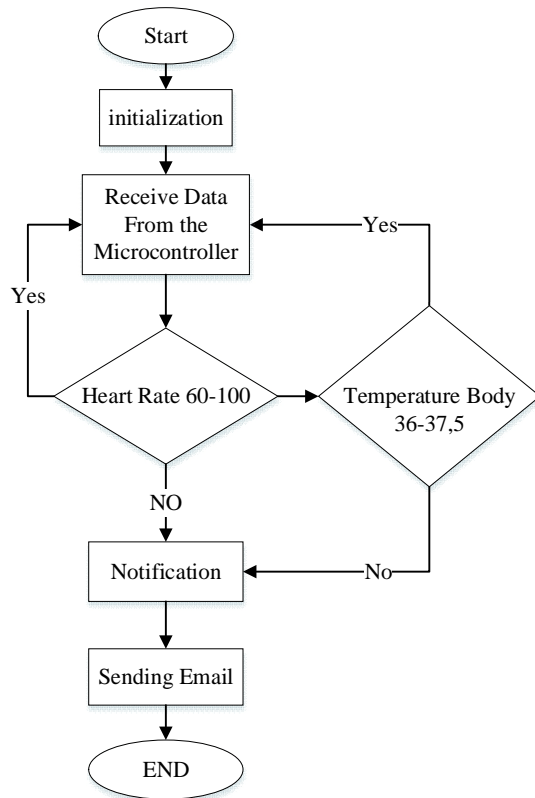 Start
initialization
Receive Data
From the
Microcontroller
Yes
Yes
Heart Rate 60-100
Temperature Body
36-37,5
NO
Notification
No
Sending Email
END